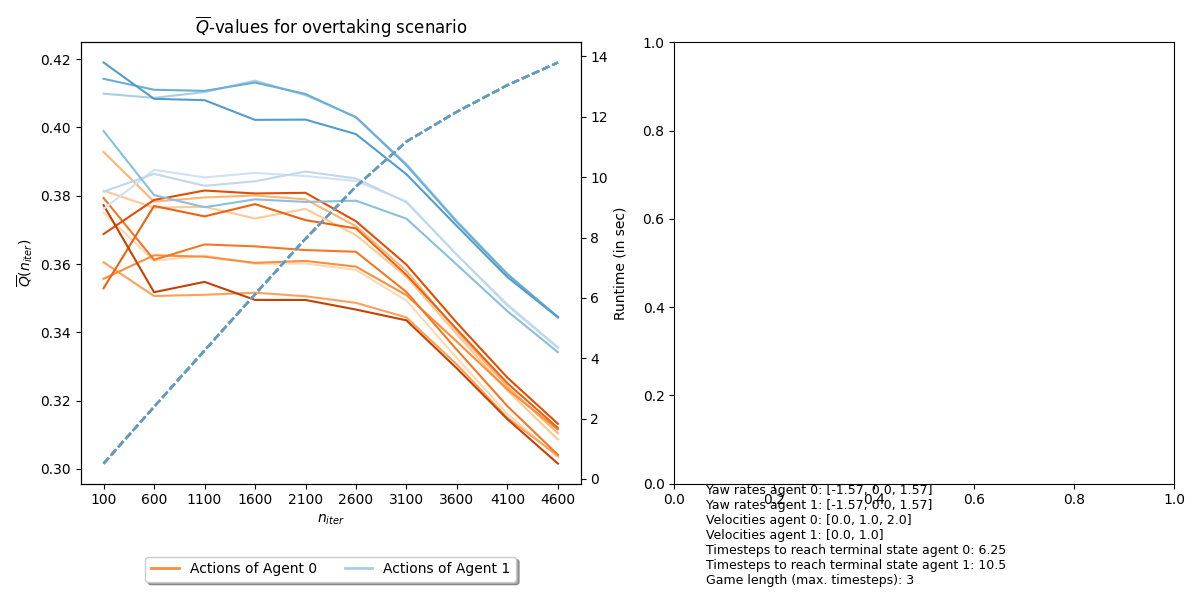 Q-values for overtaking scenario
0.42
0.40
0.38
0.36
0.34
0.32
0.30
Q(n_iter)
14
12
10
8
6
4
2
0
Runtime (in sec)
100 600 1100 1600 2100 2600 3100 3600 4100 4600
n_iter
Actions of Agent 0
Actions of Agent 1
1.0
0.8
0.6
0.4
0.2
0.0
0.0 0.2 0.4 0.6 0.8 1.0
Yaw rates agent 0: [-1.57, 0.0, 1.57]
Yaw rates agent 1: [-1.57, 0.0, 1.57]
Velocities agent 0: [0.0, 1.0, 2.0]
Velocities agent 1: [0.0, 1.0]
Timesteps to reach terminal state agent 0: 6.25
Timesteps to reach terminal state agent 1: 10.5
Game length (max. timesteps): 3